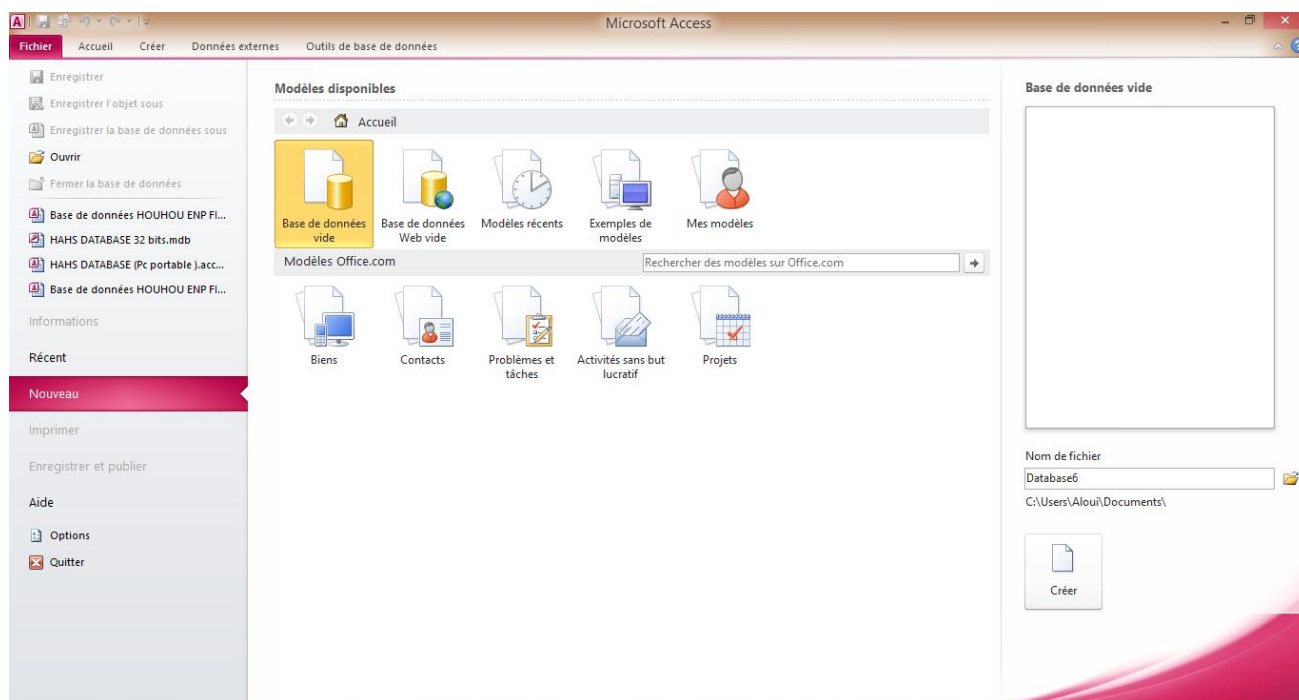 Microsoft Access
Fichier Accueil Créer Données externes Outils de base de données
Enregistrer
Enregistrer l'objet sous
Enregistrer la base de données sous
Ouvrir
Fermer la base de données
Base de données HOUHOU ENP FI...
HAHS DATABASE 32 bits.mdb
HAHS DATABASE (Pc portable ).acc...
Base de données HOUHOU ENP FI...
Informations
Récent
Nouveau
Imprimer
Enregistrer et publier
Aide
Options
Quitter
Modèles disponibles
Accueil
Base de données
vide
Base de données
Web vide
Modèles récents
Exemples de
modèles
Mes modèles
Modèles Office.com
Rechercher des modèles sur Office.com
Biens
Contacts
Problèmes et
tâches
Activités sans but
lucratif
Projets
Base de données vide
Nom de fichier
Database6
C:\Users\Aloui\Documents\
Créer